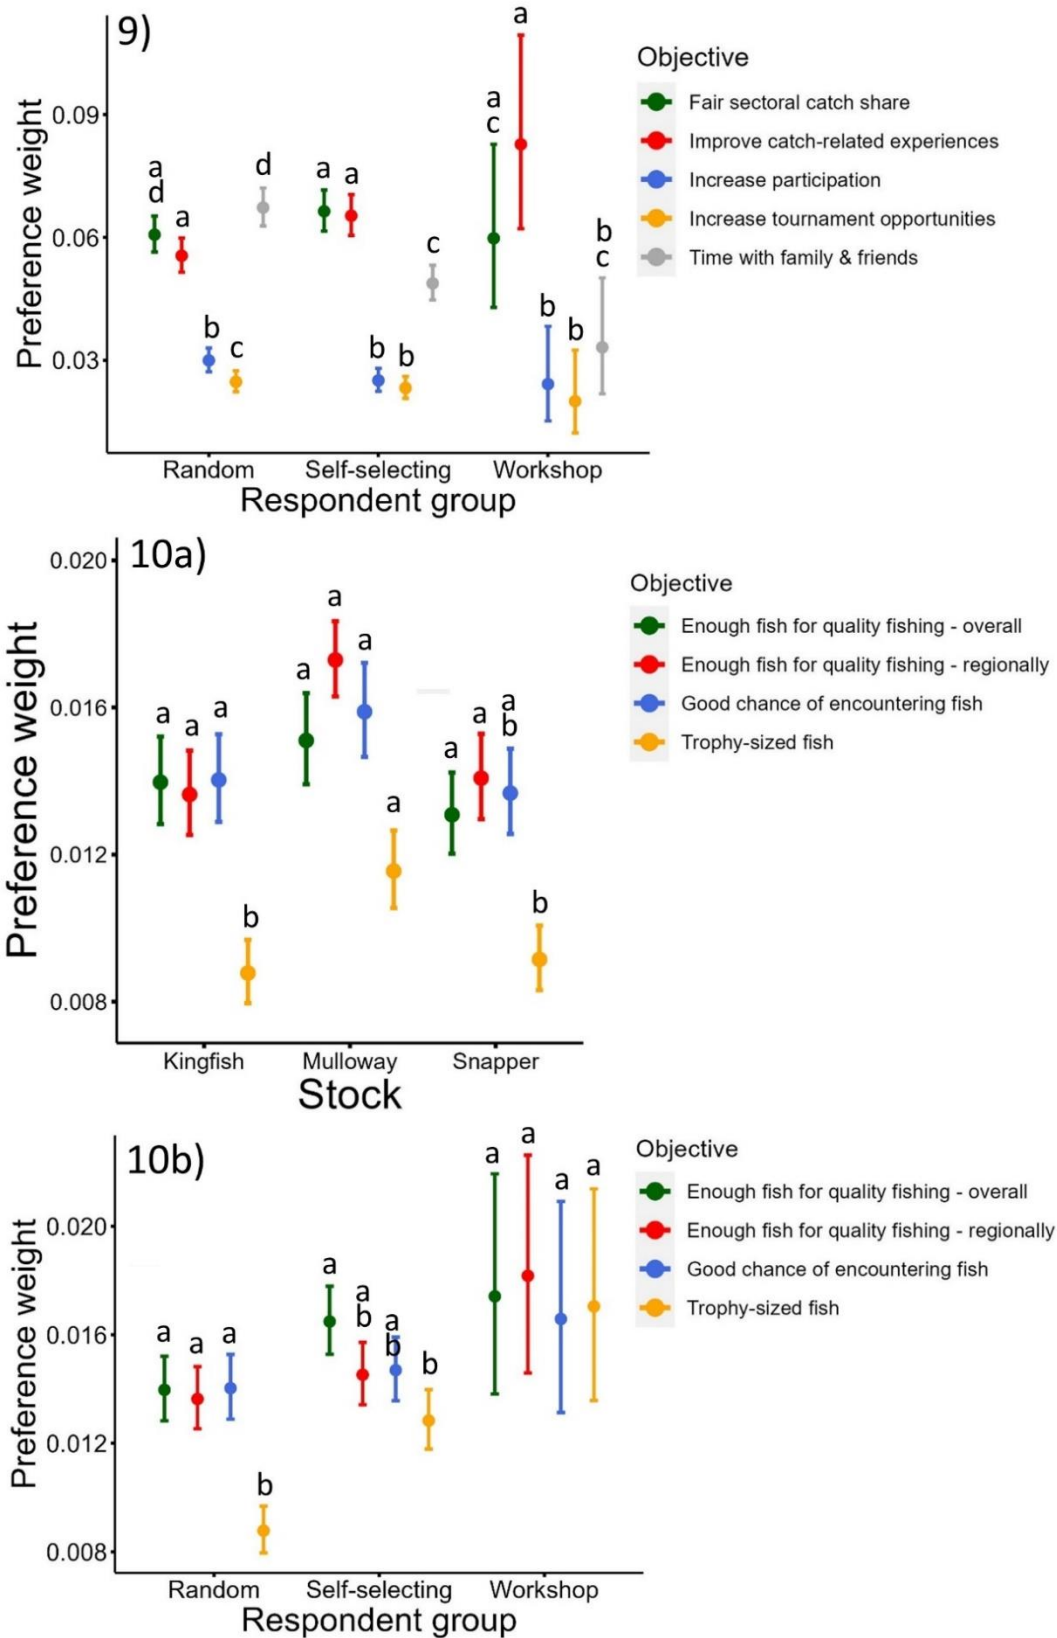 9)
Preference weight
0.09
0.06
0.03
a
d
a
b
c
d
a
a
b
b
c
a
c
a
b
b
b
c
Random
Self-selecting
Workshop
Respondent group
Objective
Fair sectoral catch share
Improve catch-related experiences
Increase participation
Increase tournament opportunities
Time with family & friends
10a)
Preference weight
0.020
0.016
0.012
0.008
a
a
a
b
a
a
a
a
a
a
a
b
b
Kingfish
Mulloway
Snapper
Stock
Objective
Enough fish for quality fishing - overall
Enough fish for quality fishing - regionally
Good chance of encountering fish
Trophy-sized fish
10b)
Preference weight
0.020
0.016
0.012
0.008
a
a
a
b
a
a
b
a
b
b
a
a
a
a
Random
Self-selecting
Workshop
Respondent group
Objective
Enough fish for quality fishing - overall
Enough fish for quality fishing - regionally
Good chance of encountering fish
Trophy-sized fish